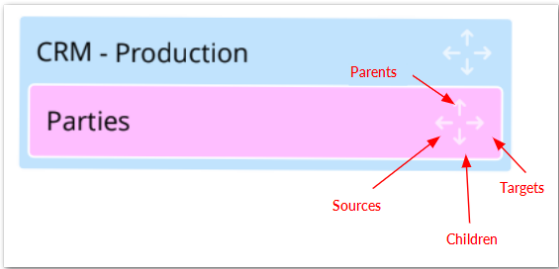 CRM - Production
Parents
Parties
Targets
Sources
Children